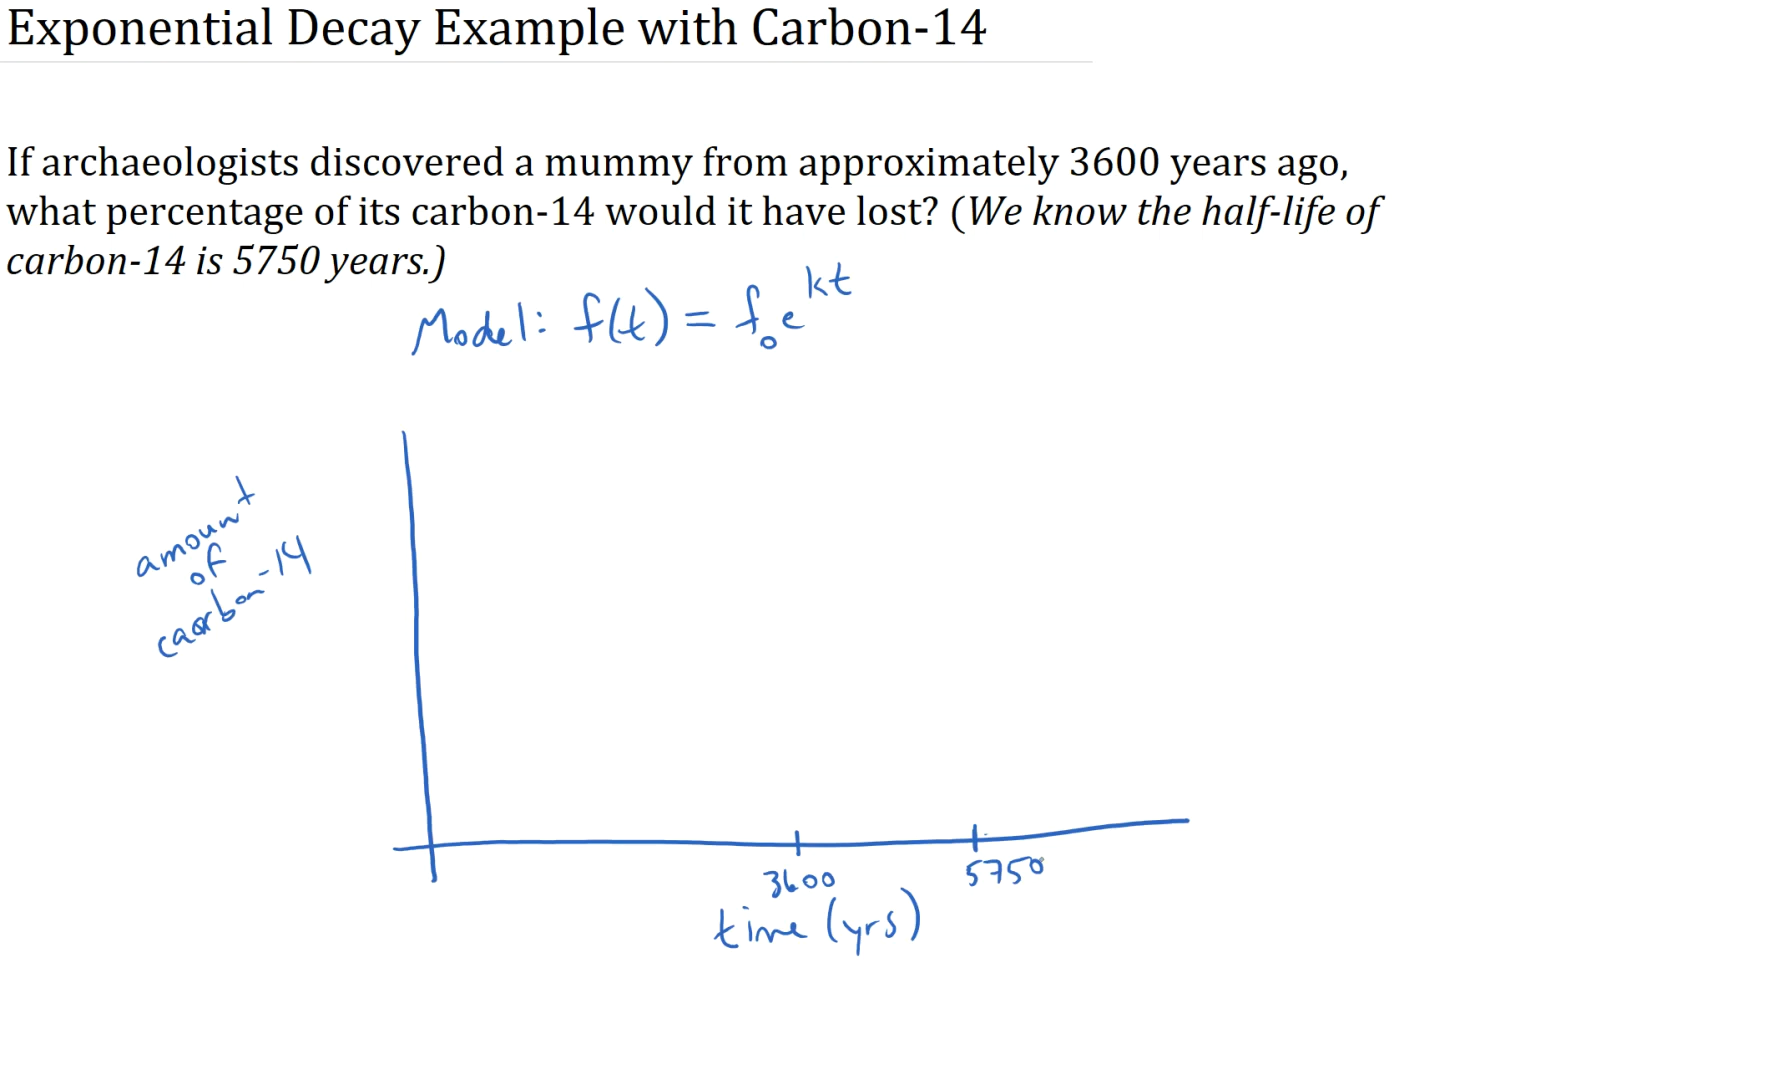 Exponential Decay Example with Carbon-14
If archaeologists discovered a mummy from approximately 3600 years ago,
what percentage of its carbon-14 would it have lost? (We know the half-life of
carbon-14 is 5750 years.)
Model: f(t) = f₀e^kt
amount
of
carbon-14
3600
5750
time (yrs)